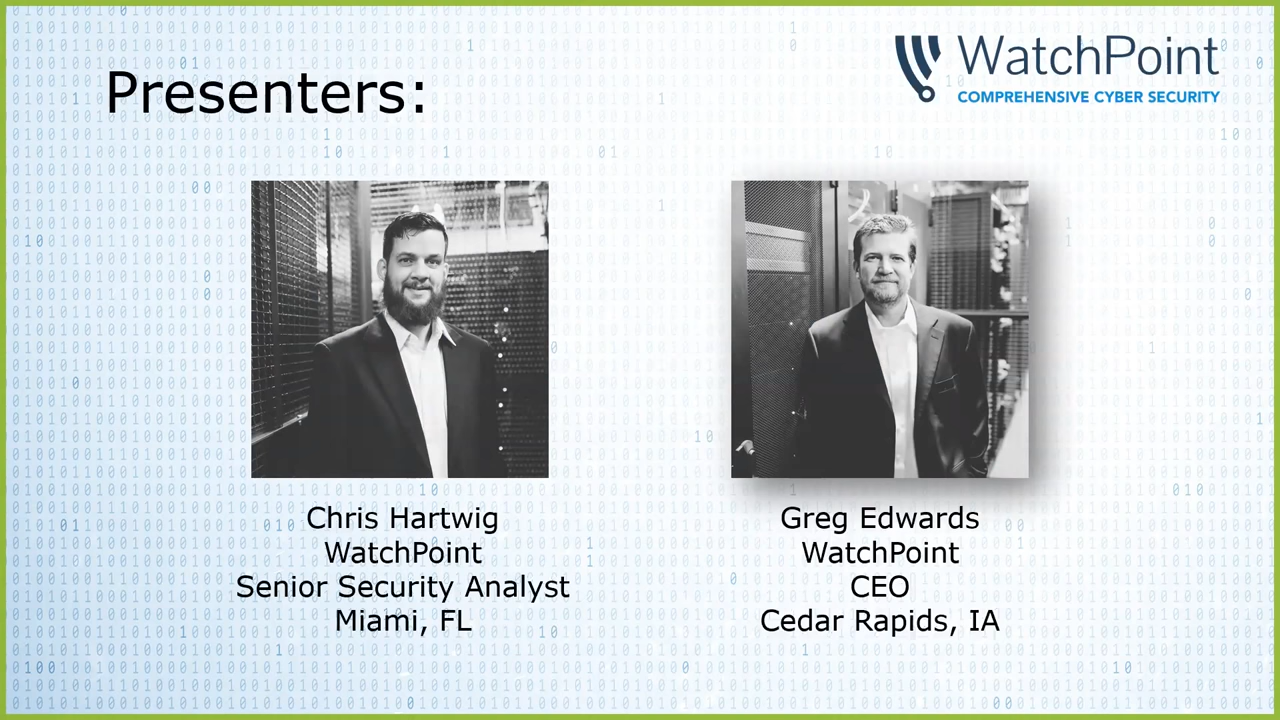 Presenters:
WatchPoint
COMPREHENSIVE CYBER SECURITY
Chris Hartwig
WatchPoint
Senior Security Analyst
Miami, FL
Greg Edwards
WatchPoint
CEO
Cedar Rapids, IA